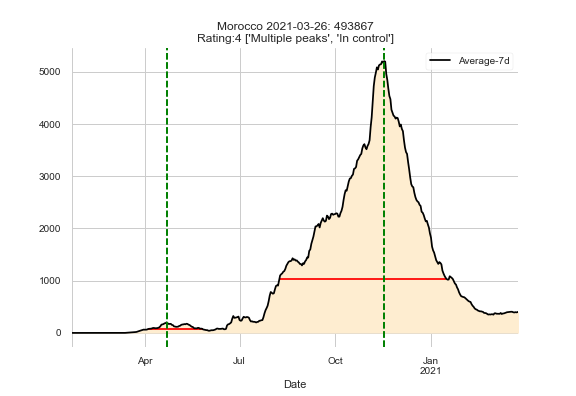 Morocco 2021-03-26: 493867
Rating:4 ['Multiple peaks', 'In control']
Average-7d
5000
4000
3000
2000
1000
0
Apr Jul Oct Jan
2021
Date